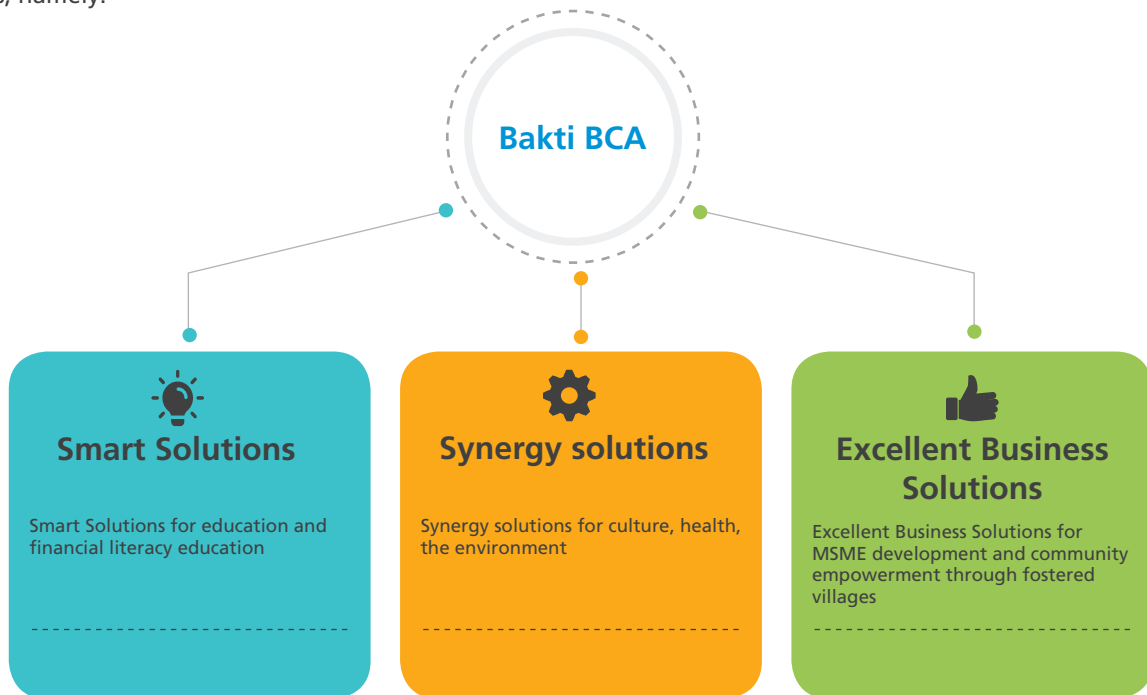 s, namely:
Bakti BCA
Smart Solutions
Smart Solutions for education and
financial literacy education
Synergy solutions
Synergy solutions for culture, health,
the environment
Excellent Business
Solutions
Excellent Business Solutions for
MSME development and community
empowerment through fostered
villages